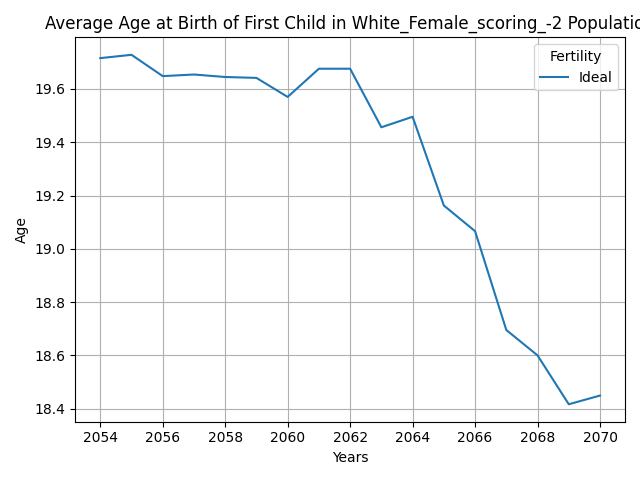 Average Age at Birth of First Child in White_Female_scoring_-2 Populatio
Fertility
Ideal
19.6
19.4
19.2
19.0
18.8
18.6
18.4
Age
2054 2056 2058 2060 2062 2064 2066 2068 2070
Years